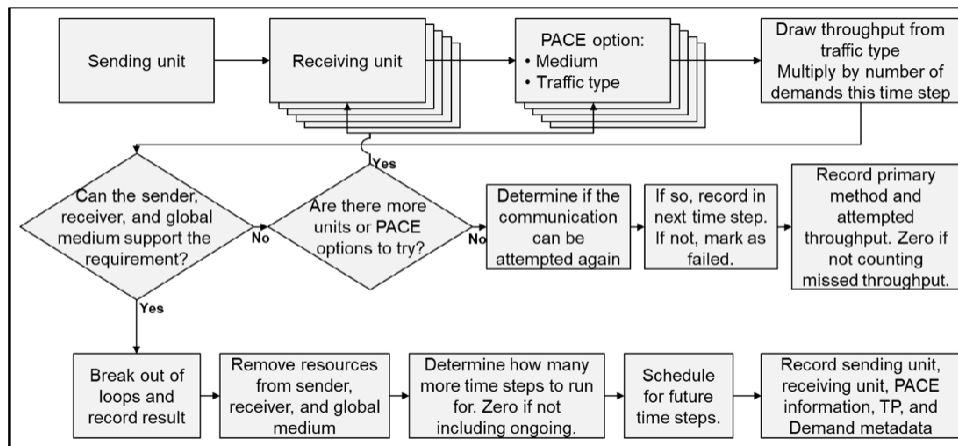 Sending unit
Receiving unit
PACE option:
• Medium
• Traffic type
Draw throughput from
traffic type
Multiply by number of
demands this time step
Can the sender,
receiver, and global
medium support the
requirement?
No
Yes
Are there more
units or PACE
options to try?
Yes
No
Determine if the
communication
can be
attempted again
If so, record in
next time step.
If not, mark as
failed.
Record primary
method and
attempted
throughput. Zero if
not counting
missed throughput.
Break out of
loops and
record result
Remove resources
from sender,
receiver, and global
medium
Determine how many
more time steps to run
for. Zero if not
including ongoing.
Schedule
for future
time steps.
Record sending unit,
receiving unit, PACE
information, TP, and
Demand metadata